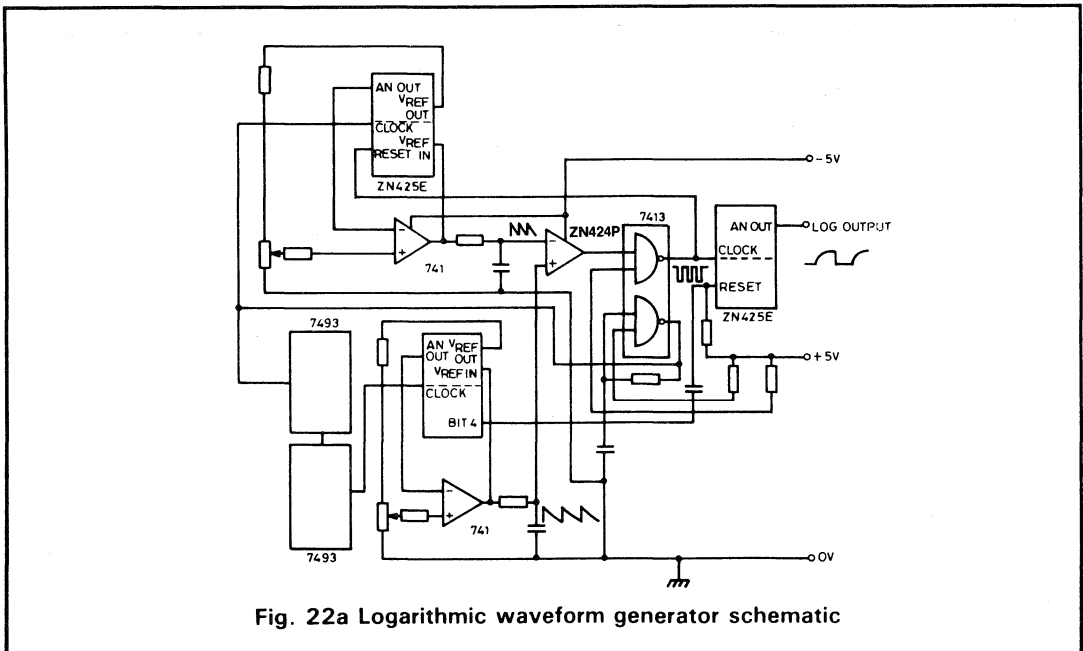 AN OUT
VREF
OUT
CLOCK
VREF
RESET IN
ZN425E
-5V
7413
ZN424P
AN OUT
LOG OUTPUT
CLOCK
RESET
ZN425E
-
+
741
-
+
7493
AN VREF
OUT OUT
VREF IN
CLOCK
BIT 4
+5V
-
+
741
7493
0V
Fig. 22a Logarithmic waveform generator schematic